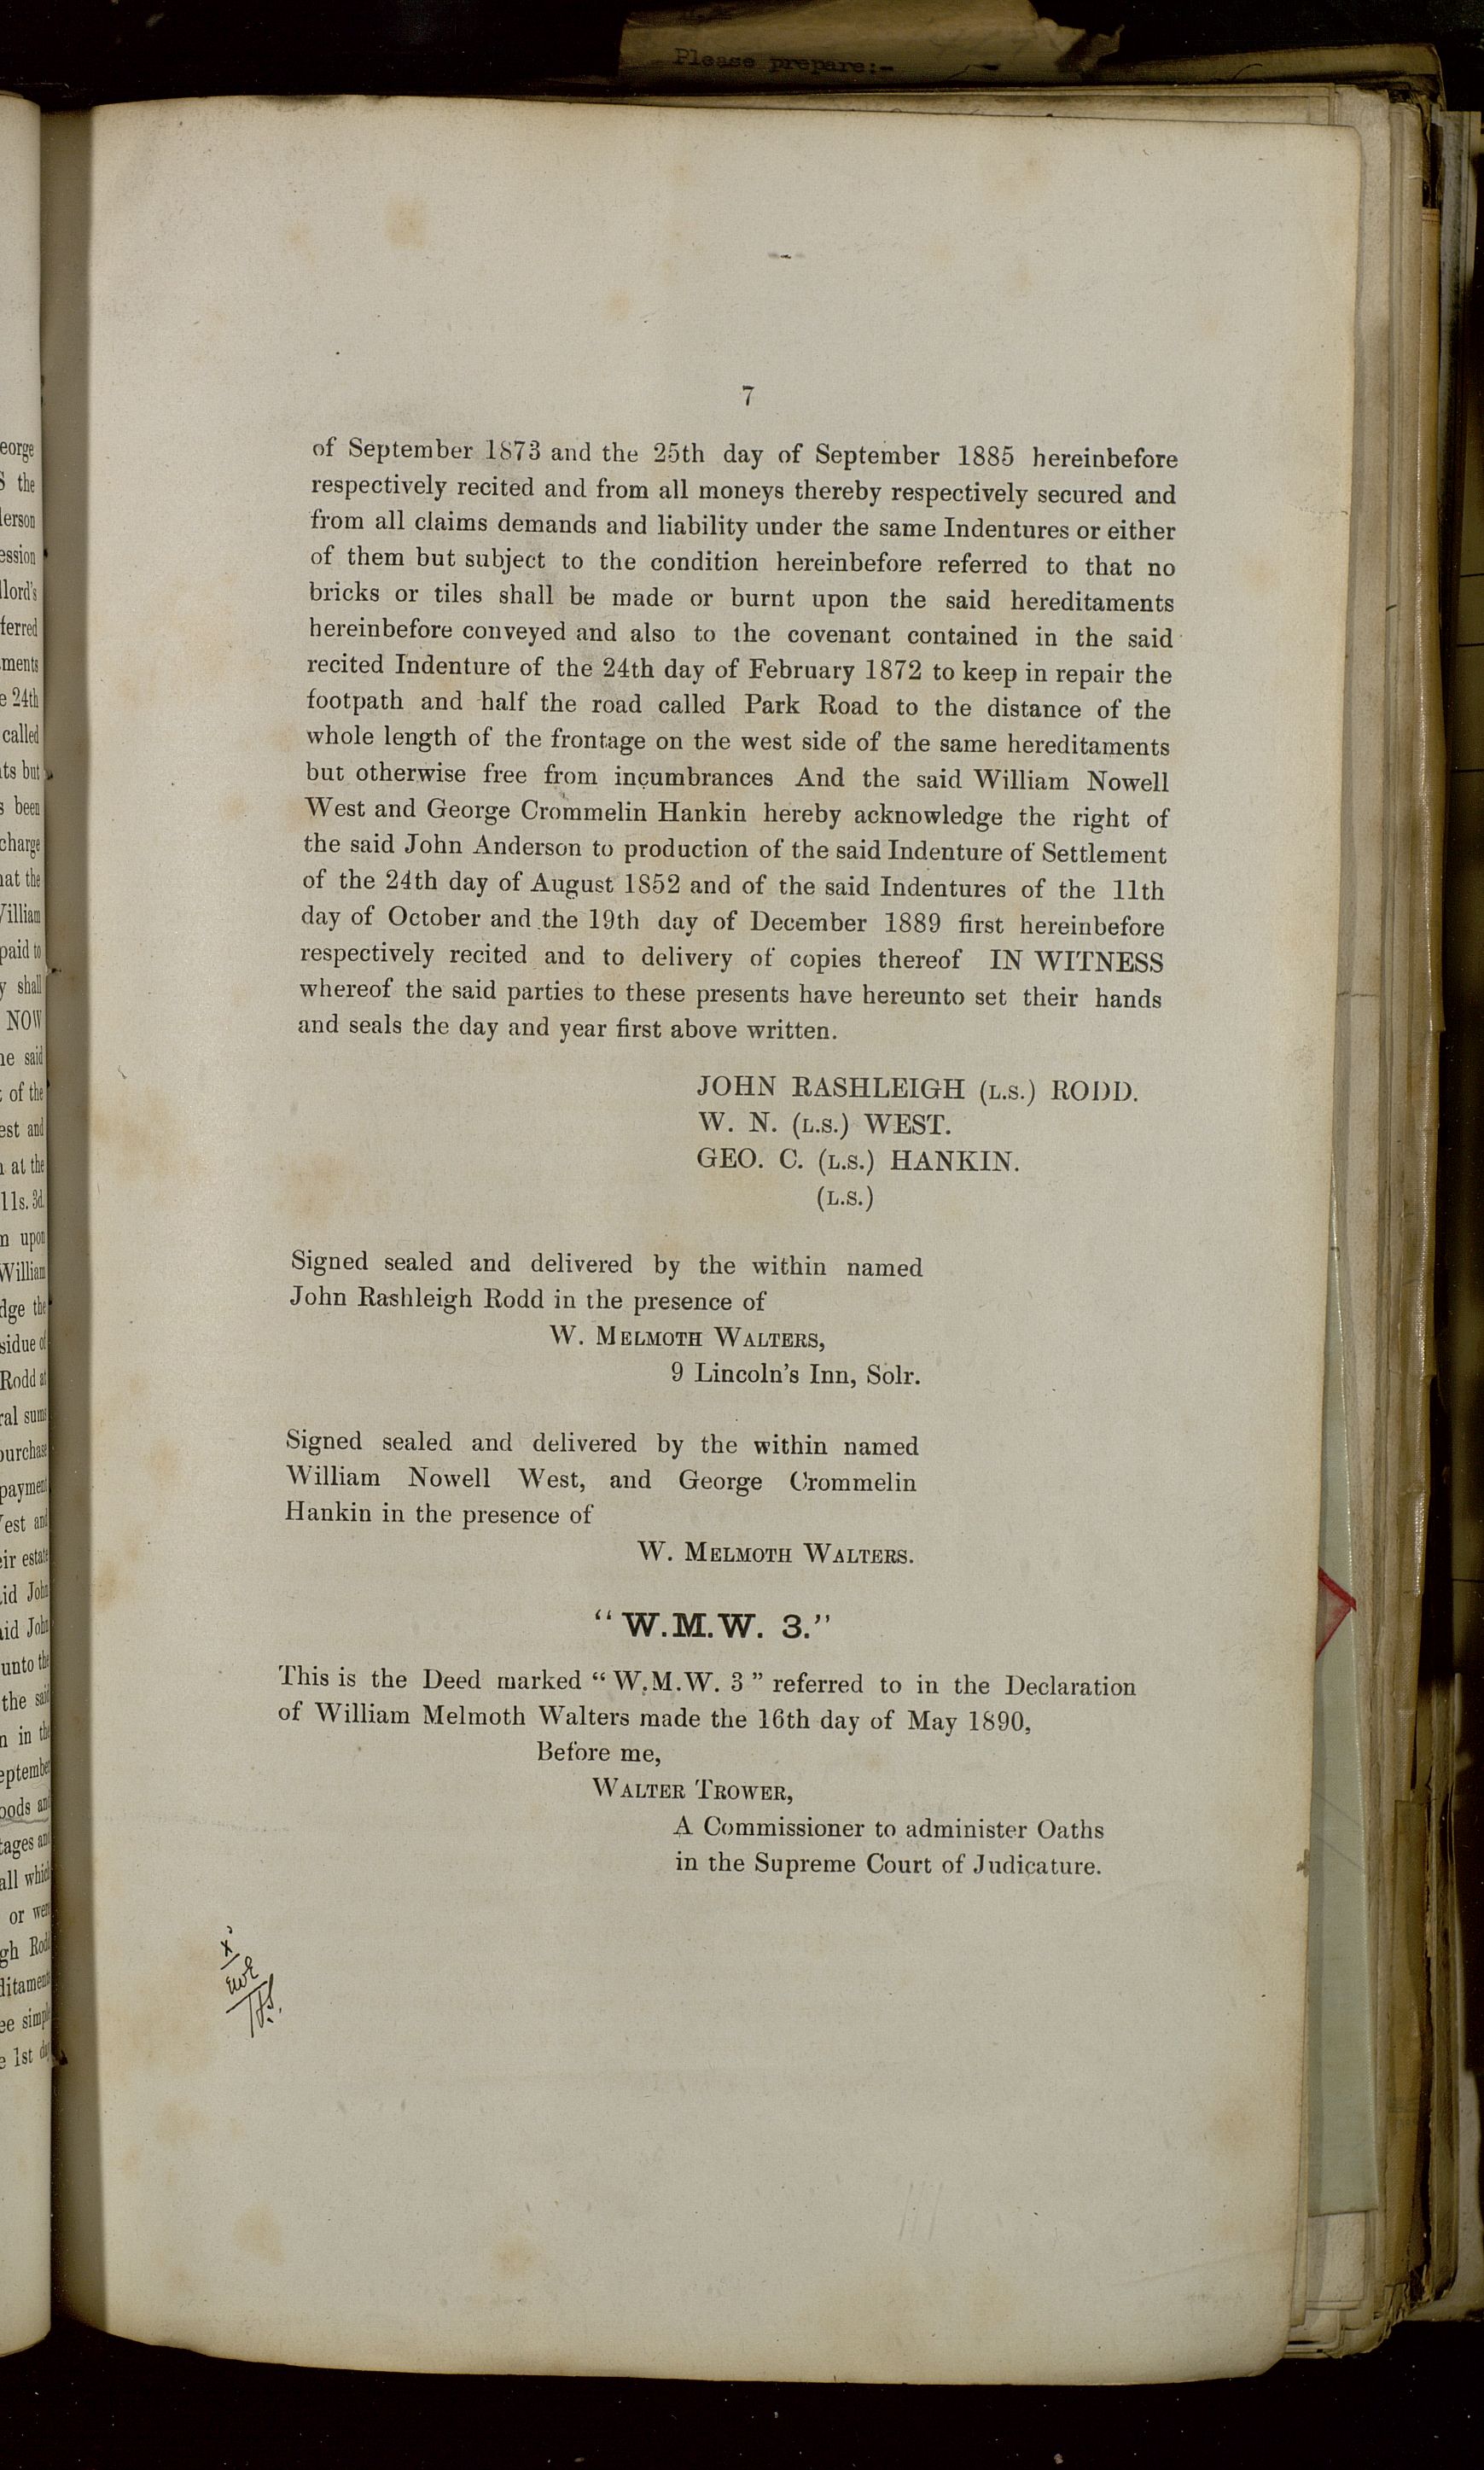 Please prepare:-
7
of September 1873 and the 25th day of September 1885 hereinbefore
respectively recited and from all moneys thereby respectively secured and
from all claims demands and liability under the same Indentures or either
of them but subject to the condition hereinbefore referred to that no
bricks or tiles shall be made or burnt upon the said hereditaments
hereinbefore conveyed and also to the covenant contained in the said
recited Indenture of the 24th day of February 1872 to keep in repair the
footpath and half the road called Park Road to the distance of the
whole length of the frontage on the west side of the same hereditaments
but otherwise free from incumbrances And the said William Nowell
West and George Crommelin Hankin hereby acknowledge the right of
the said John Anderson to production of the said Indenture of Settlement
of the 24th day of August 1852 and of the said Indentures of the 11th
day of October and the 19th day of December 1889 first hereinbefore
respectively recited and to delivery of copies thereof IN WITNESS
whereof the said parties to these presents have hereunto set their hands
and seals the day and year first above written.
JOHN RASHLEIGH (L.S.) RODD.
W. N. (L.S.) WEST.
GEO. C. (L.S.) HANKIN.
(L.S.)
Signed sealed and delivered by the within named
John Rashleigh Rodd in the presence of
W. MELMOTH WALTERS,
9 Lincoln's Inn, Solr.
Signed sealed and delivered by the within named
William Nowell West, and George Crommelin
Hankin in the presence of
W. MELMOTH WALTERS.
"W.M.W. 3."
This is the Deed marked "W.M.W. 3" referred to in the Declaration
of William Melmoth Walters made the 16th day of May 1890,
Before me,
WALTER TROWER,
A Commissioner to administer Oaths
in the Supreme Court of Judicature.